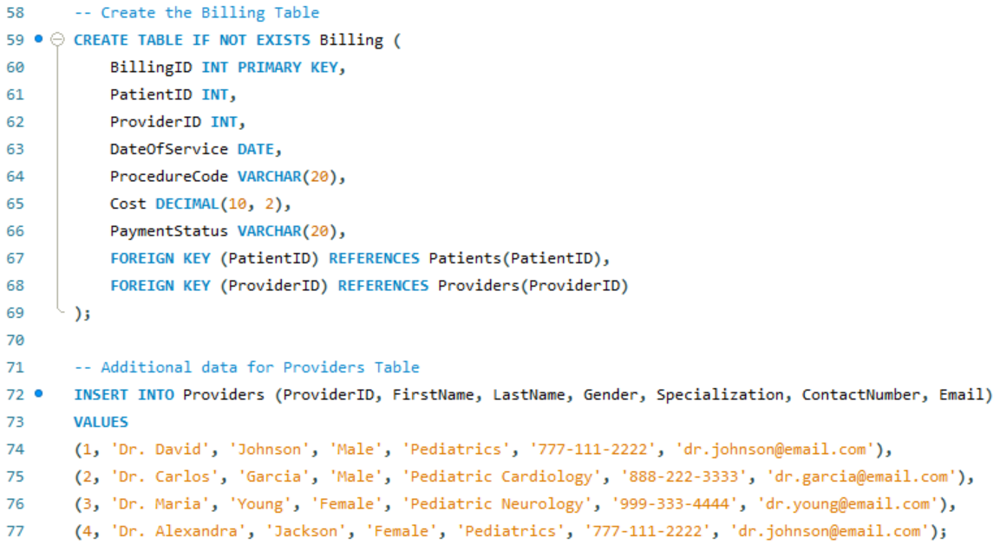 58 -- Create the Billing Table
59 CREATE TABLE IF NOT EXISTS Billing (
60 BillingID INT PRIMARY KEY,
61 PatientID INT,
62 ProviderID INT,
63 DateOfService DATE,
64 ProcedureCode VARCHAR(20),
65 Cost DECIMAL(10, 2),
66 PaymentStatus VARCHAR(20),
67 FOREIGN KEY (PatientID) REFERENCES Patients(PatientID),
68 FOREIGN KEY (ProviderID) REFERENCES Providers(ProviderID)
69 );
70
71 -- Additional data for Providers Table
72 INSERT INTO Providers (ProviderID, FirstName, LastName, Gender, Specialization, ContactNumber, Email)
73 VALUES
74 (1, 'Dr. David', 'Johnson', 'Male', 'Pediatrics', '777-111-2222', 'dr.johnson@email.com'),
75 (2, 'Dr. Carlos', 'Garcia', 'Male', 'Pediatric Cardiology', '888-222-3333', 'dr.garcia@email.com'),
76 (3, 'Dr. Maria', 'Young', 'Female', 'Pediatric Neurology', '999-333-4444', 'dr.young@email.com'),
77 (4, 'Dr. Alexandra', 'Jackson', 'Female', 'Pediatrics', '777-111-2222', 'dr.johnson@email.com');